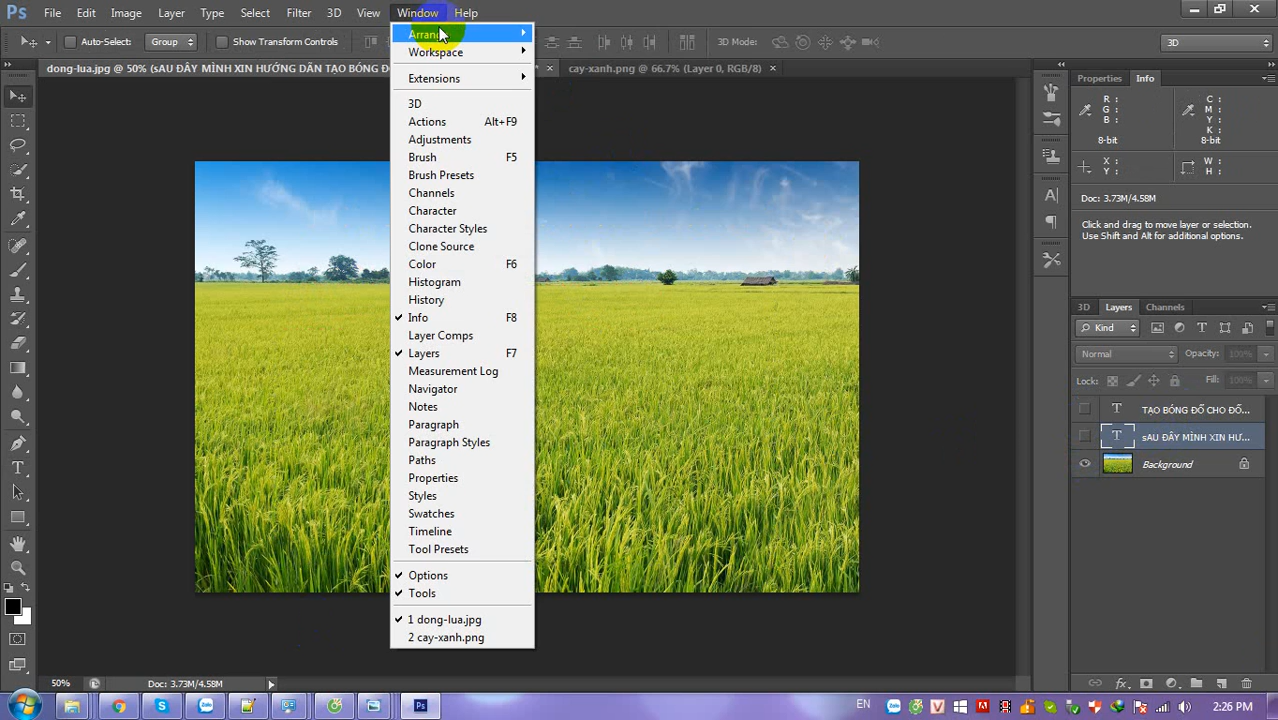 Ps File Edit Image Layer Type Select Filter 3D View Window Help
Auto-Select: Group Show Transform Controls 3D Mode: 3D
dong-lua.jpg @ 50% (sAU ĐÂY MÌNH XIN HƯỚNG DẪN TẠO BÓNG ĐỔ * × cay-xanh.png @ 66.7% (Layer 0, RGB/8) ×
Arrange
Workspace
Extensions
3D
Actions Alt+F9
Adjustments
Brush F5
Brush Presets
Channels
Character
Character Styles
Clone Source
Color F6
Histogram
History
Info F8
Layer Comps
Layers F7
Measurement Log
Navigator
Notes
Paragraph
Paragraph Styles
Paths
Properties
Styles
Swatches
Timeline
Tool Presets
Options
Tools
1 dong-lua.jpg
2 cay-xanh.png
Properties Info
R: C:
G: M:
B: Y:
K:
8-bit 8-bit
X: W:
Y: H:
Doc: 3.73M/4.58M
Click and drag to move layer or selection.
Use Shift and Alt for additional options.
3D Layers Channels
Kind
Normal Opacity: 100%
Lock: Fill: 100%
TẠO BÓNG ĐỔ CHO ĐỐ...
sAU ĐÂY MÌNH XIN HƯ...
Background
50% Doc: 3.73M/4.58M
EN 2:26 PM